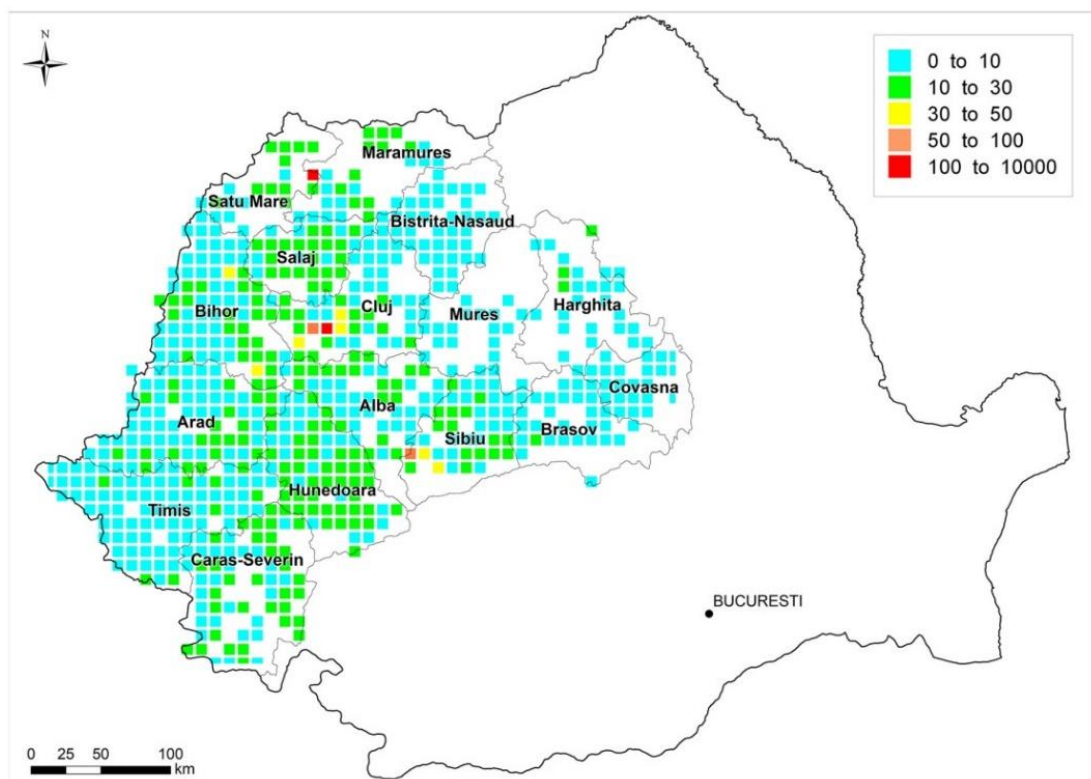 N
0 to 10
10 to 30
30 to 50
50 to 100
100 to 10000
Maramures
Satu Mare
Bistrita-Nasaud
Salaj
Bihor
Cluj
Mures
Harghita
Covasna
Alba
Arad
Sibiu
Brasov
Hunedoara
Timis
Caras-Severin
BUCURESTI
0 25 50 100
km